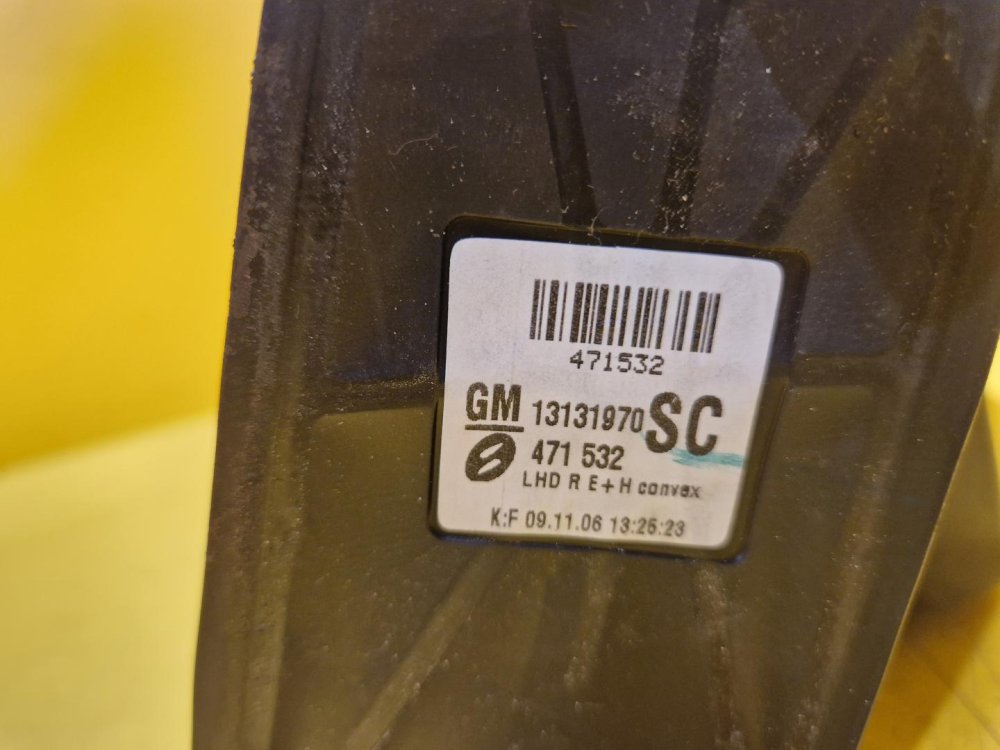 471532
GM 13131970 SC
471 532
LHD R E+H convex
K:F 09.11.06 13:25:23